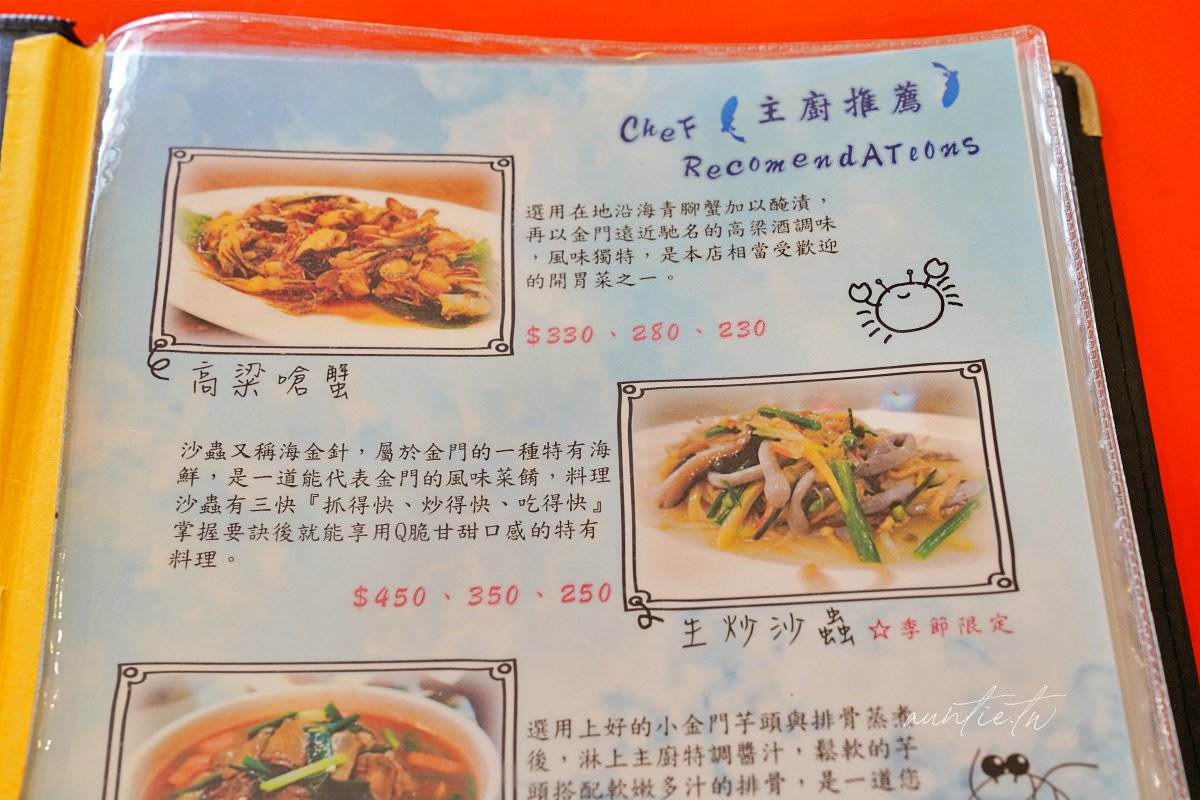 Chef 主廚推薦
Recomendations
選用在地沿海青腳蟹加以醃漬，
再以金門遠近馳名的高梁酒調味
，風味獨特，是本店相當受歡迎
的開胃菜之一。
$330、280、230
高粱嗆蟹
沙蟲又稱海金針，屬於金門的一種特有海
鮮，是一道能代表金門的風味菜餚，料理
沙蟲有三快『抓得快、炒得快、吃得快』
掌握要訣後就能享用Q脆甘甜口感的特有
料理。
$450、350、250
生炒沙蟲 ☆季節限定
選用上好的小金門芋頭與排骨蒸煮
後，淋上主廚特調醬汁，鬆軟的芋
頭搭配軟嫩多汁的排骨，是一道您
auntie.tw